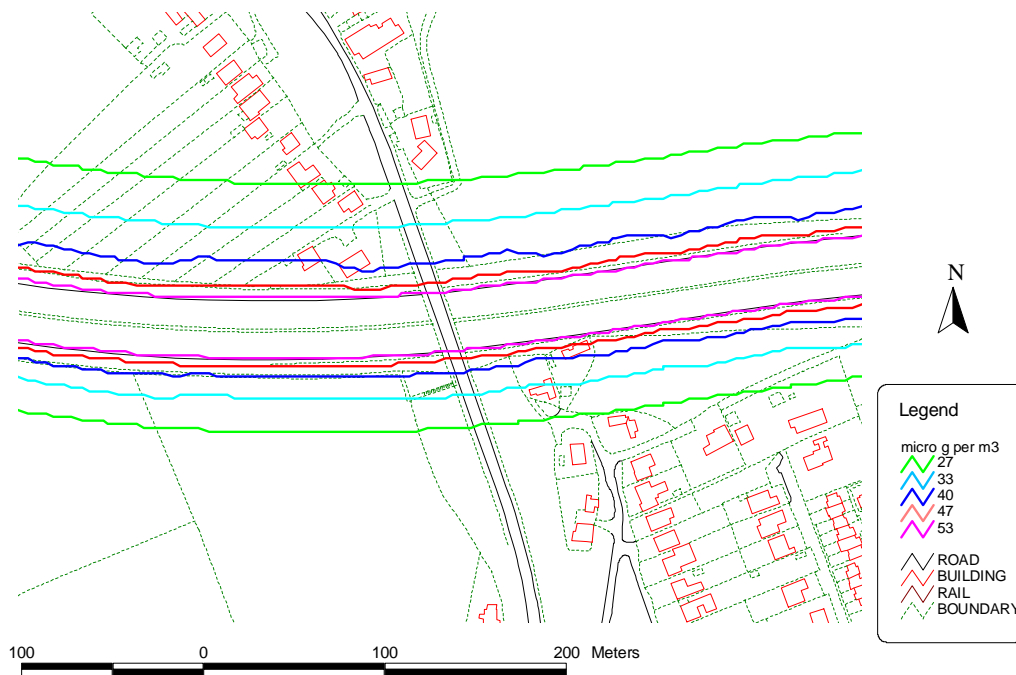 N
Legend
micro g per m3
27
33
40
47
53
ROAD
BUILDING
RAIL
BOUNDARY
100 0 100 200 Meters